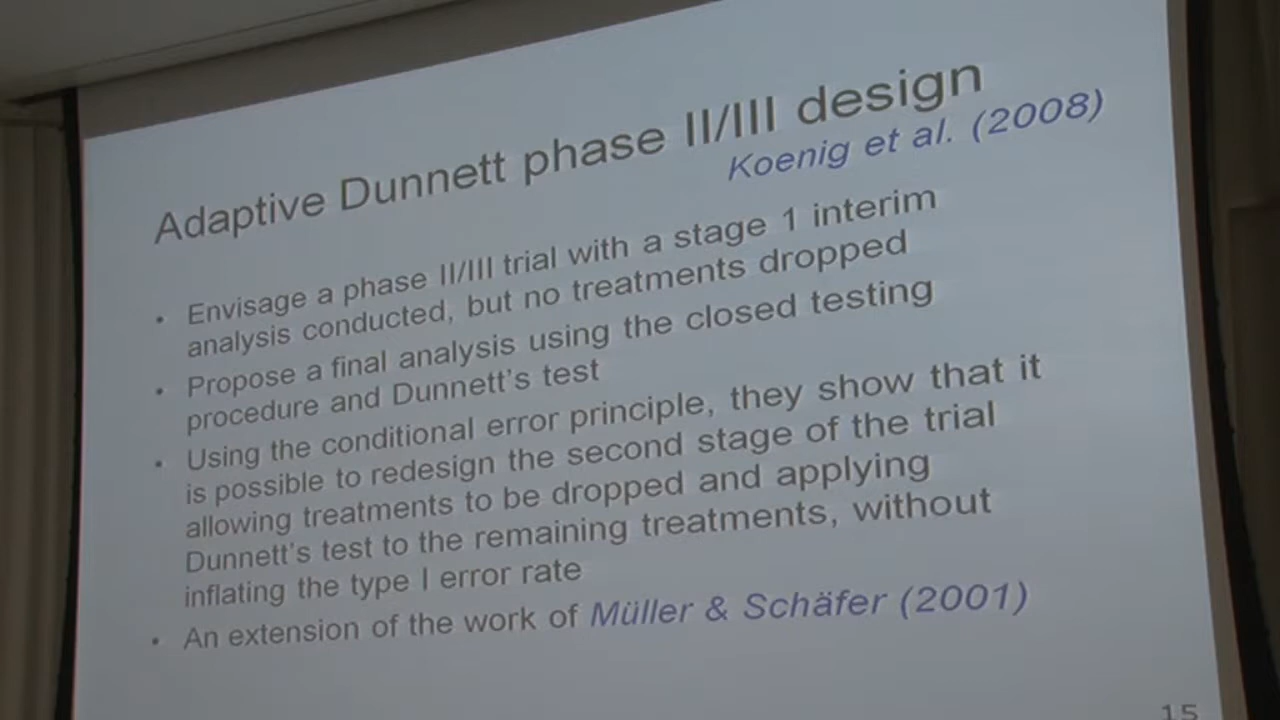 Adaptive Dunnett phase II/III design
Koenig et al. (2008)
• Envisage a phase II/III trial with a stage 1 interim
analysis conducted, but no treatments dropped
• Propose a final analysis using the closed testing
procedure and Dunnett's test
• Using the conditional error principle, they show that it
is possible to redesign the second stage of the trial
allowing treatments to be dropped and applying
Dunnett's test to the remaining treatments, without
inflating the type I error rate
• An extension of the work of Müller & Schäfer (2001)
15